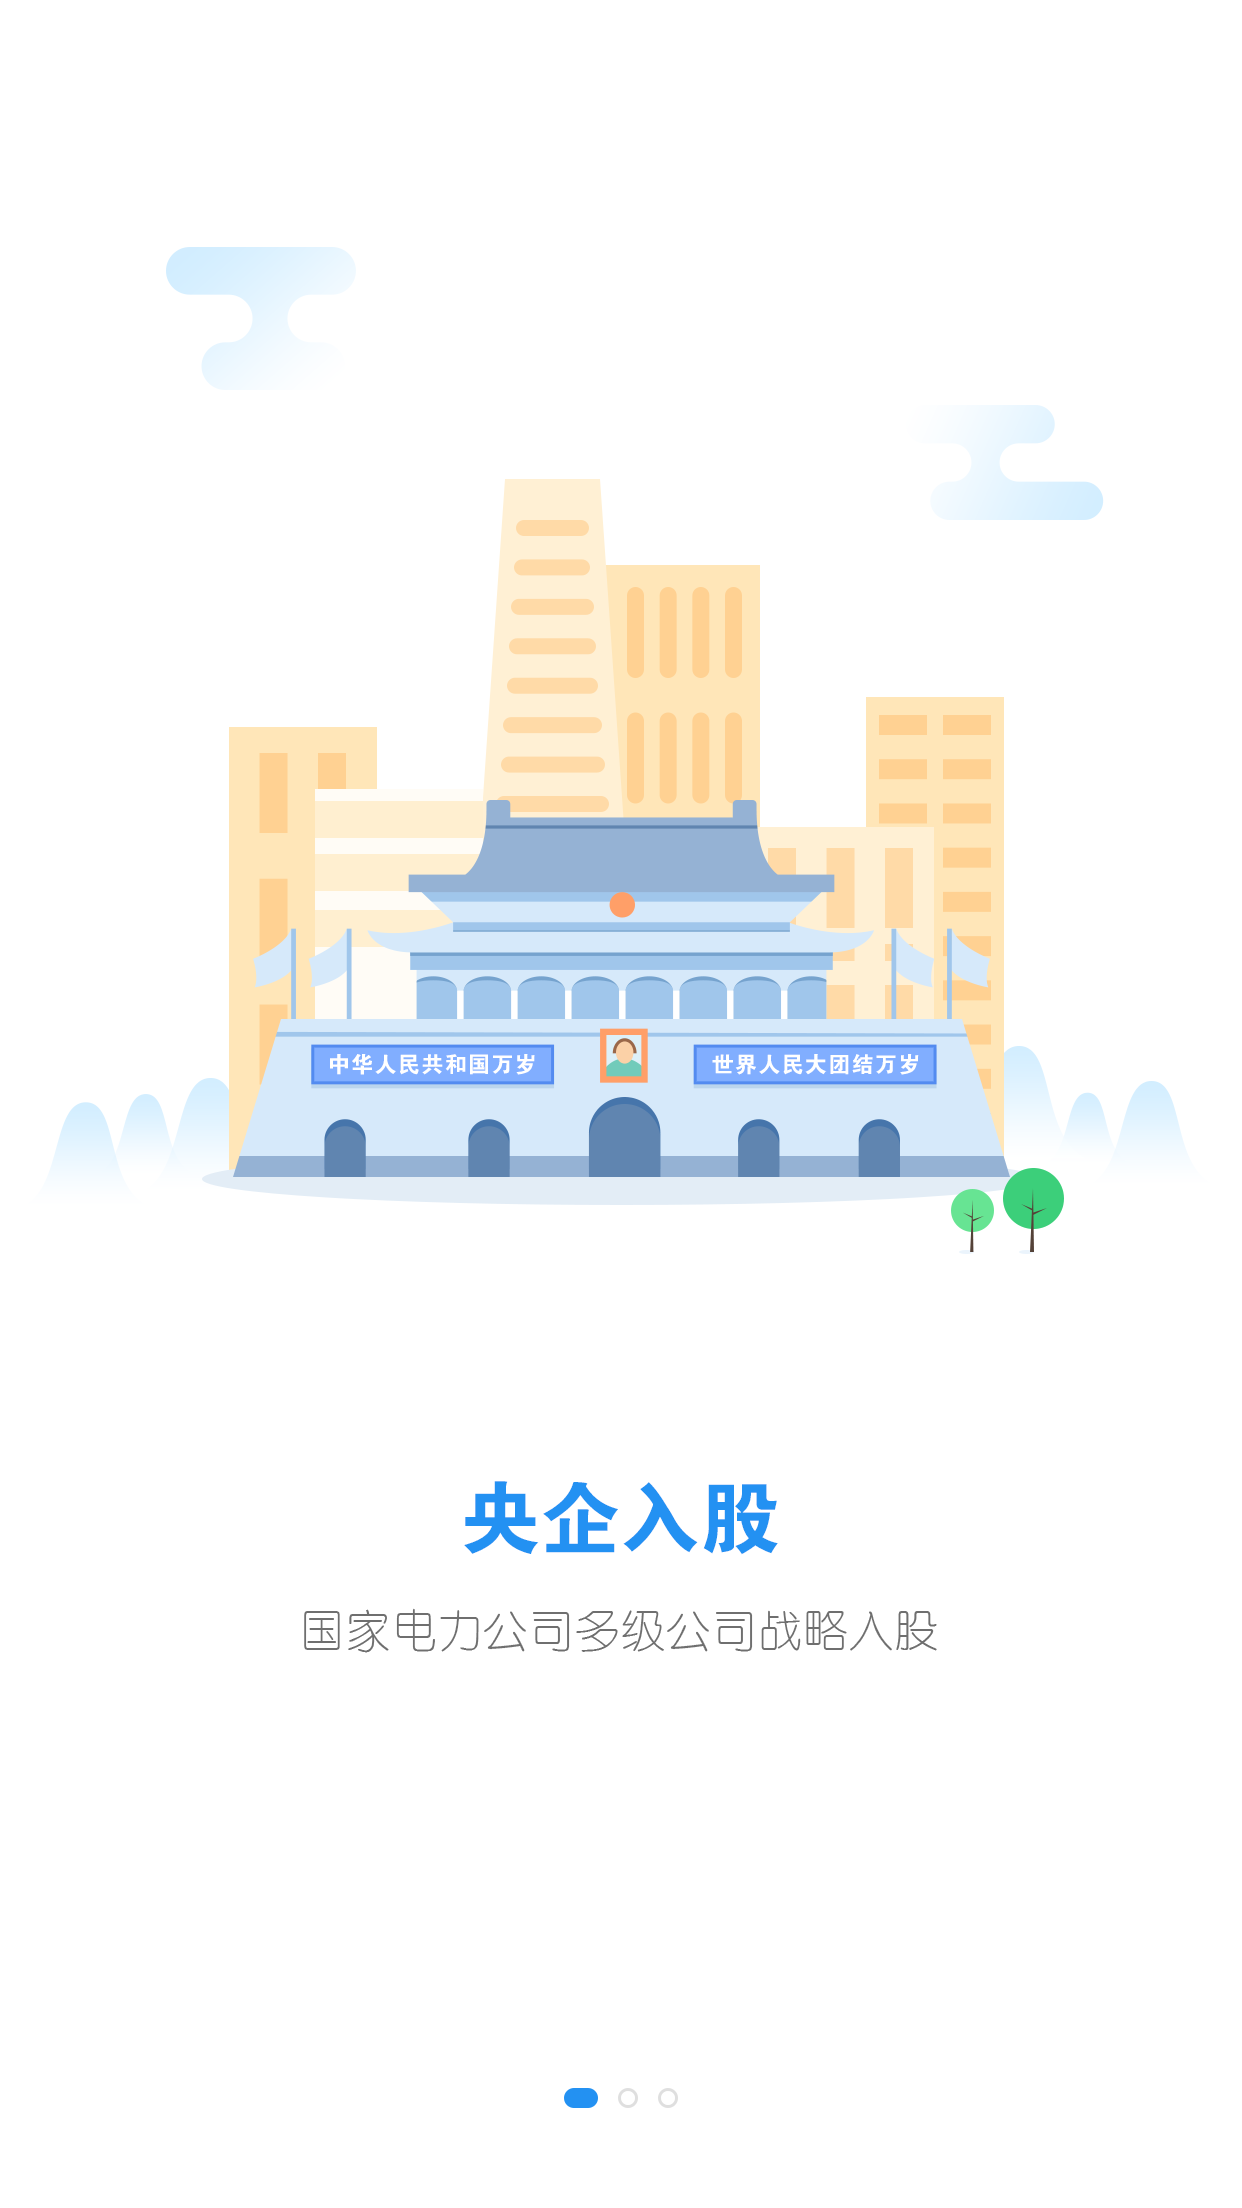 中华人民共和国万岁
世界人民大团结万岁
央企入股
国家电力公司多级公司战略入股